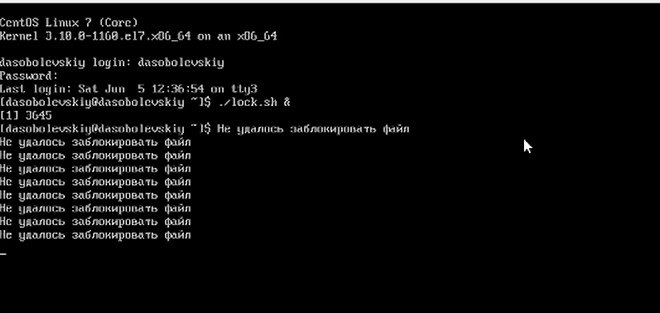 CentOS Linux 7 (Core)
Kernel 3.10.0-1160.el7.x86_64 on an x86_64
dasobolevskiy login: dasobolevskiy
Password:
Last login: Sat Jun  5 12:36:54 on tty3
[dasobolevskiy@dasobolevskiy ~]$ ./lock.sh &
[1] 3645
[dasobolevskiy@dasobolevskiy ~]$ Не удалось заблокировать файл
Не удалось заблокировать файл
Не удалось заблокировать файл
Не удалось заблокировать файл
Не удалось заблокировать файл
Не удалось заблокировать файл
Не удалось заблокировать файл
Не удалось заблокировать файл
Не удалось заблокировать файл